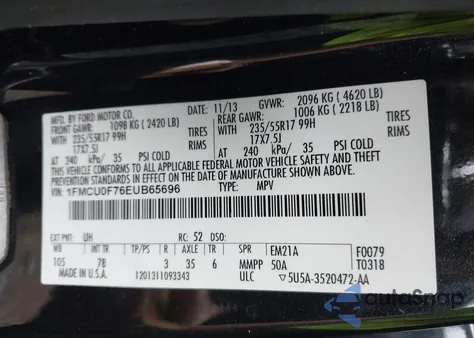 MFD. BY FORD MOTOR CO.
DATE: 11/13 GVWR: 2096 KG ( 4620 LB)
FRONT GAWR: 1098 KG ( 2420 LB) REAR GAWR: 1006 KG ( 2218 LB)
235/55R17 99H TIRES 235/55R17 99H TIRES
17X7.5J RIMS 17X7.5J RIMS
AT 240 kPa/ 35 PSI COLD AT 240 kPa/ 35 PSI COLD
THIS VEHICLE CONFORMS TO ALL APPLICABLE FEDERAL MOTOR VEHICLE SAFETY AND THEFT PREVENTION STANDARDS IN EFFECT ON THE DATE OF MANUFACTURE SHOWN ABOVE.
VIN: 1FMCU0F76EUB65696
TYPE: MPV
EXT PNT: UH RC: 52 DSO:
WB TP/PS R AXLE TR SPR EM21A F0079
105 7B 3 35 6 MMPP 50A T0318
MADE IN U.S.A. 1201311093343 ULC 5U5A-3520472-AA
autoSnap